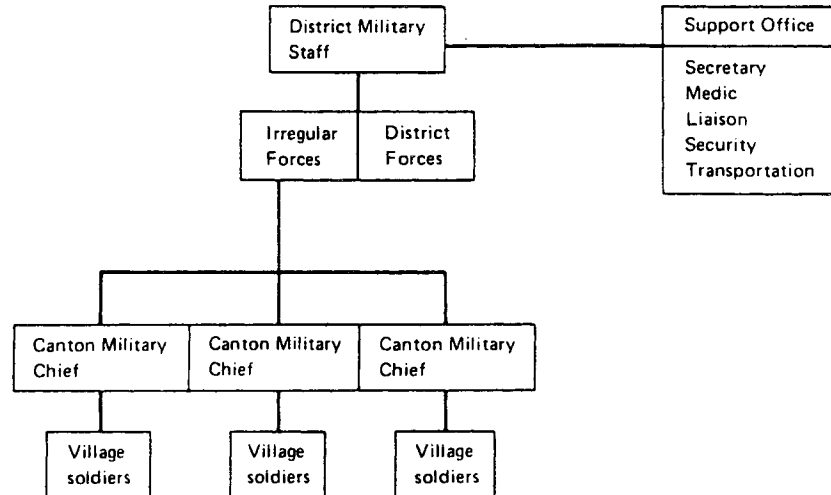 District Military
Staff
Support Office
Secretary
Medic
Liaison
Security
Transportation
Irregular
Forces
District
Forces
Canton Military
Chief
Canton Military
Chief
Canton Military
Chief
Village
soldiers
Village
soldiers
Village
soldiers